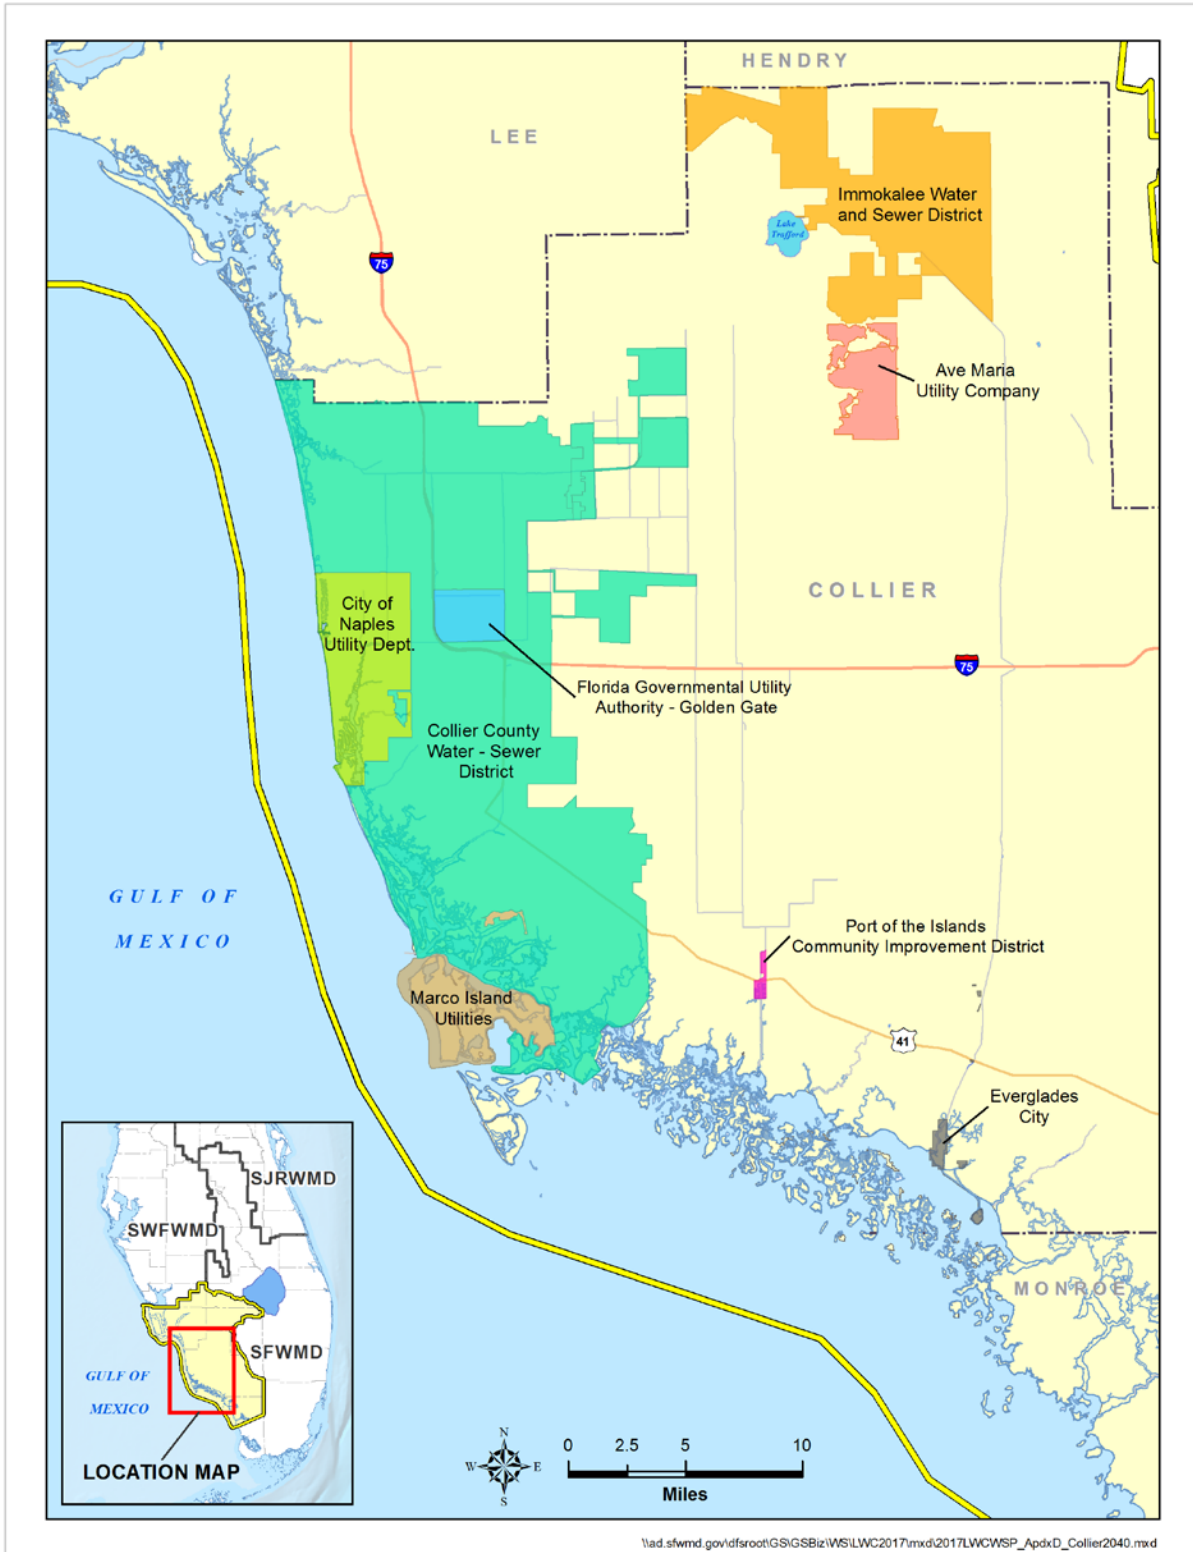 HENDRY
LEE
Immokalee Water
and Sewer District
Lake
Trafford
75
Ave Maria
Utility Company
COLLIER
City of
Naples
Utility Dept.
75
Florida Governmental Utility
Authority - Golden Gate
Collier County
Water - Sewer
District
GULF OF
MEXICO
Port of the Islands
Community Improvement District
Marco Island
Utilities
41
Everglades
City
MONROE
SJRWMD
SWFWMD
SFWMD
GULF OF
MEXICO
LOCATION MAP
N
W E
S
0 2.5 5 10
Miles
\\ad.sfwmd.gov\dfsroot\GS\GSBiz\WS\LWC2017\mxd\2017LWCWSP_ApdxD_Collier2040.mxd